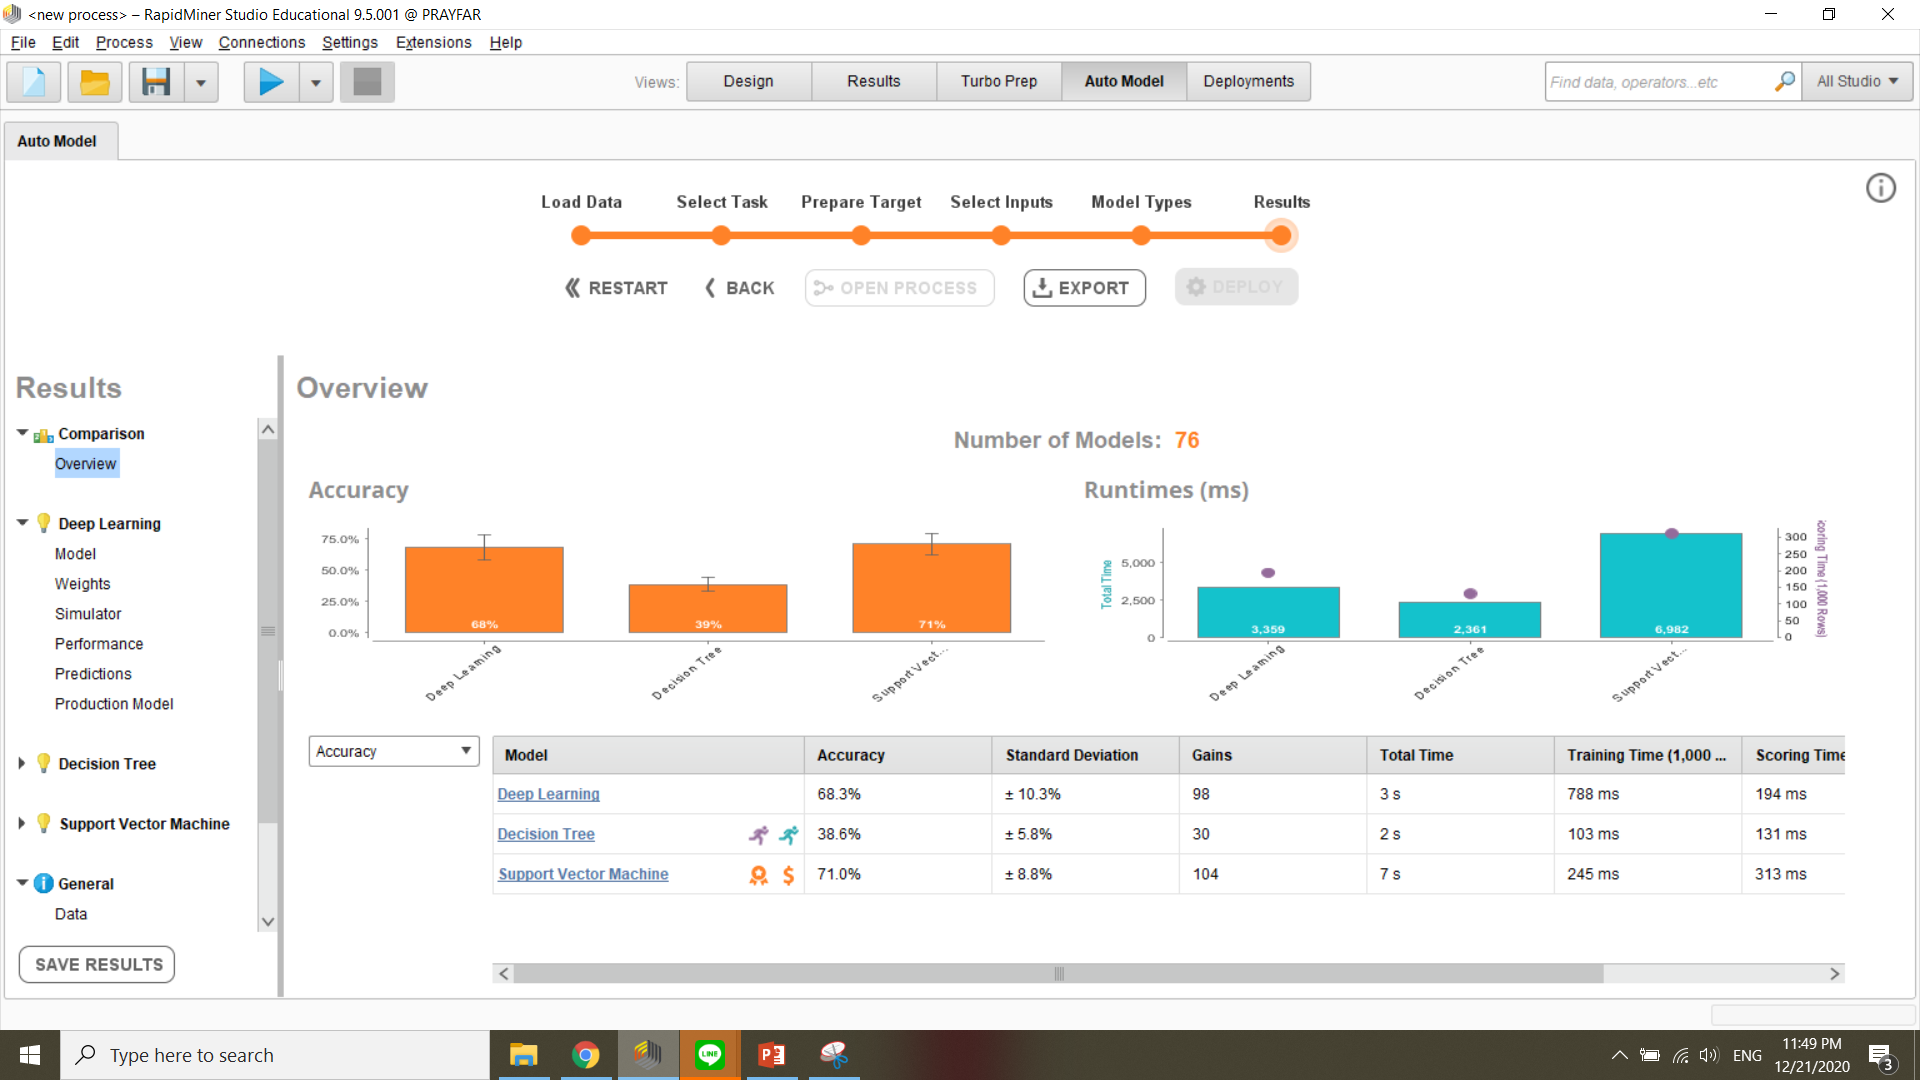 <new process> – RapidMiner Studio Educational 9.5.001 @ PRAYFAR
File Edit Process View Connections Settings Extensions Help
Views: Design Results Turbo Prep Auto Model Deployments
Find data, operators...etc
All Studio
Auto Model
Load Data Select Task Prepare Target Select Inputs Model Types Results
RESTART BACK OPEN PROCESS EXPORT DEPLOY
Results
Comparison
Overview
Deep Learning
Model
Weights
Simulator
Performance
Predictions
Production Model
Decision Tree
Support Vector Machine
General
Data
SAVE RESULTS
Overview
Number of Models: 76
Accuracy
75.0%
50.0%
25.0%
0.0%
68% 39% 71%
Deep Learning Decision Tree Support Vect...
Runtimes (ms)
Total Time
5,000
2,500
0
3,359 2,361 6,982
Deep Learning Decision Tree Support Vect...
300
250
200
150
100
50
0
coring Time (1,000 Rows)
Accuracy
Model Accuracy Standard Deviation Gains Total Time Training Time (1,000 ... Scoring Time
Deep Learning 68.3% ± 10.3% 98 3 s 788 ms 194 ms
Decision Tree 38.6% ± 5.8% 30 2 s 103 ms 131 ms
Support Vector Machine 71.0% ± 8.8% 104 7 s 245 ms 313 ms
Type here to search
LINE
ENG
11:49 PM
12/21/2020
3